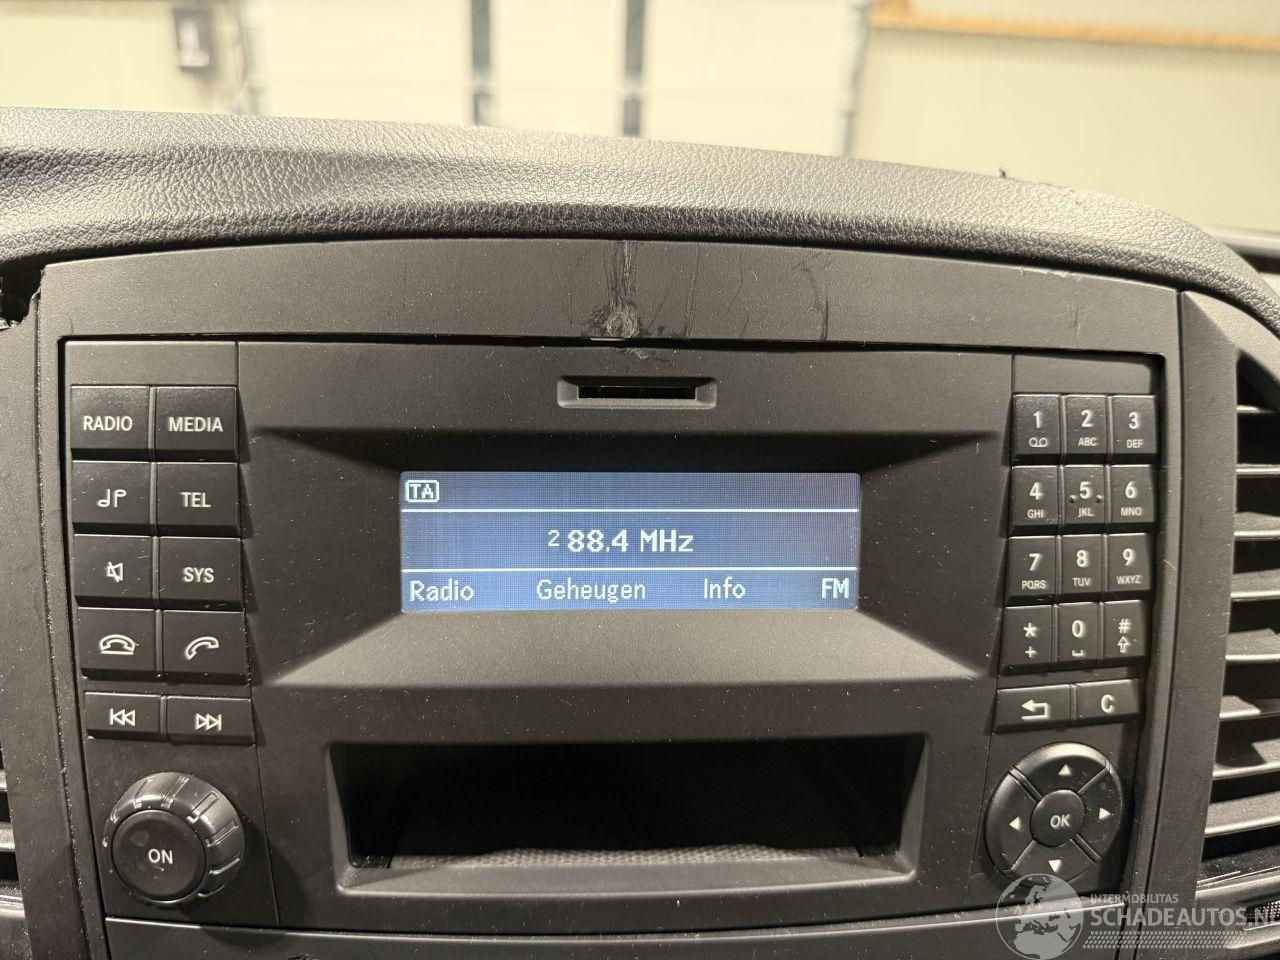 RADIO MEDIA
TEL
SYS
ON
TA
2 88.4 MHz
Radio Geheugen Info FM
1 2 ABC 3 DEF
4 GHI .5. JKL 6 MNO
7 PQRS 8 TUV 9 WXYZ
* + 0 #
C
OK
INTERMOBILITAS
SCHADEAUTOS.NL